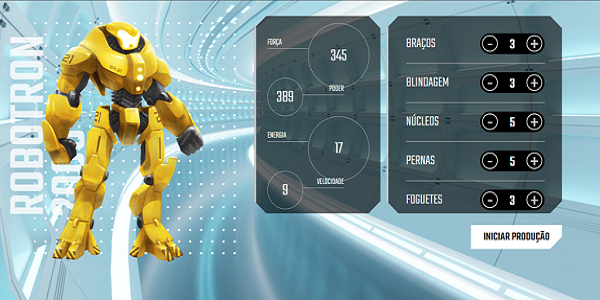 ROBOTRON
21
FORÇA
345
389
PODER
ENERGIA
17
9
VELOCIDADE
BRAÇOS
- 3 +
BLINDAGEM
- 3 +
NÚCLEOS
- 5 +
PERNAS
- 5 +
FOGUETES
- 3 +
INICIAR PRODUÇÃO